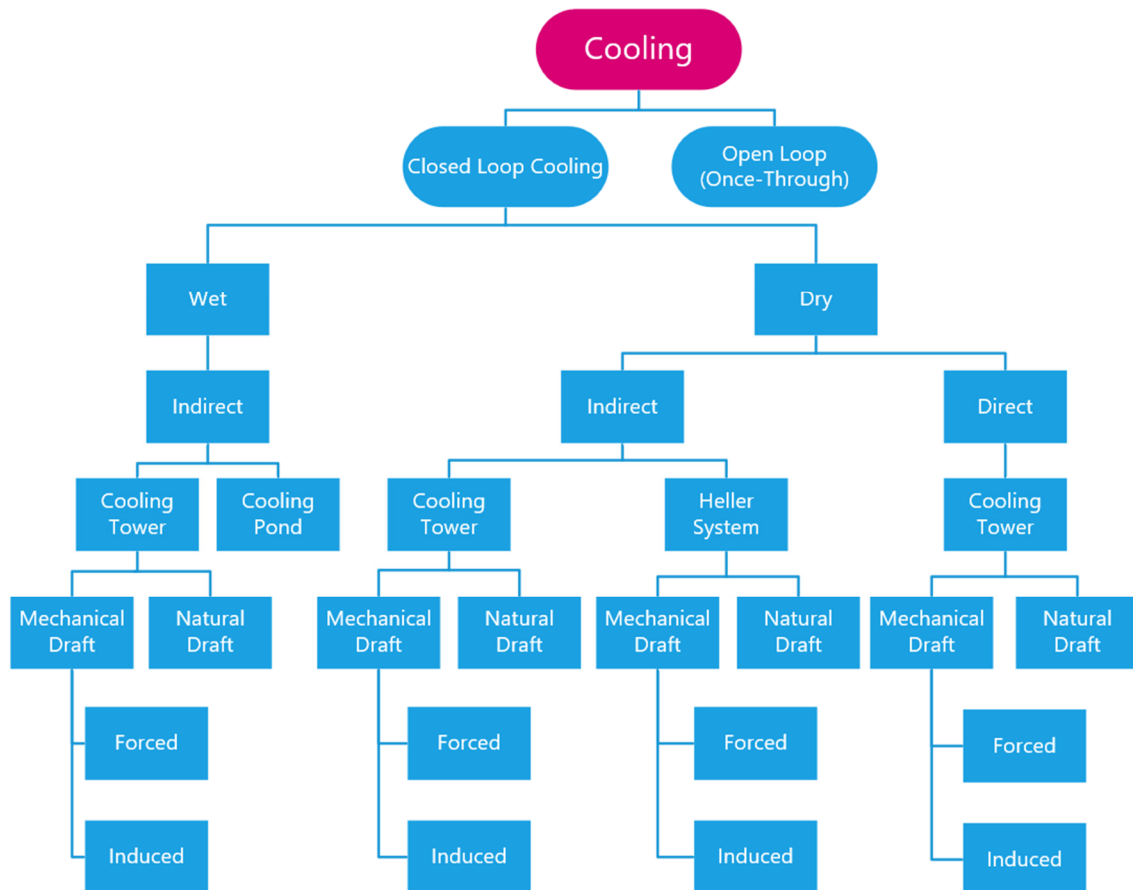 Cooling
Closed Loop Cooling
Open Loop
(Once-Through)
Wet
Dry
Indirect
Indirect
Direct
Cooling
Tower
Cooling
Pond
Cooling
Tower
Heller
System
Cooling
Tower
Mechanical
Draft
Natural
Draft
Mechanical
Draft
Natural
Draft
Mechanical
Draft
Natural
Draft
Mechanical
Draft
Natural
Draft
Forced
Forced
Forced
Forced
Induced
Induced
Induced
Induced